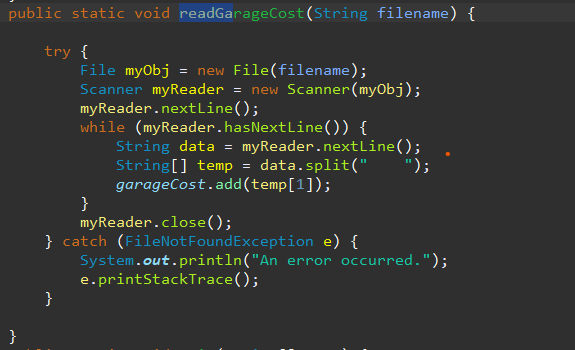 public static void readGarageCost(String filename) {
try {
File myObj = new File(filename);
Scanner myReader = new Scanner(myObj);
myReader.nextLine();
while (myReader.hasNextLine()) {
String data = myReader.nextLine();
String[] temp = data.split("    ");
garageCost.add(temp[1]);
}
myReader.close();
} catch (FileNotFoundException e) {
System.out.println("An error occurred.");
e.printStackTrace();
}
}